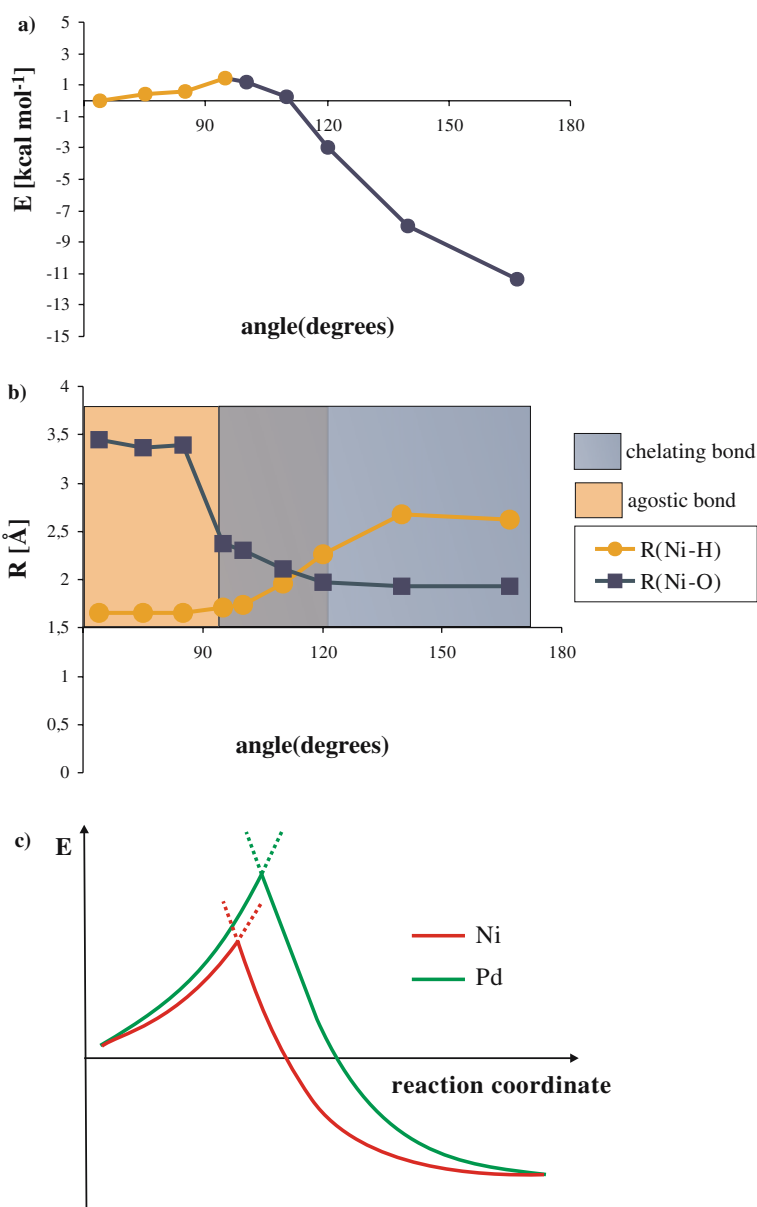 a)
E [kcal mol⁻¹]
5
3
1
-1
-3
-5
-7
-9
-11
-13
-15
90
120
150
180
angle(degrees)
b)
R [Å]
4
3,5
3
2,5
2
1,5
1
0,5
0
90
120
150
180
angle(degrees)
chelating bond
agostic bond
R(Ni-H)
R(Ni-O)
c)
E
Ni
Pd
reaction coordinate